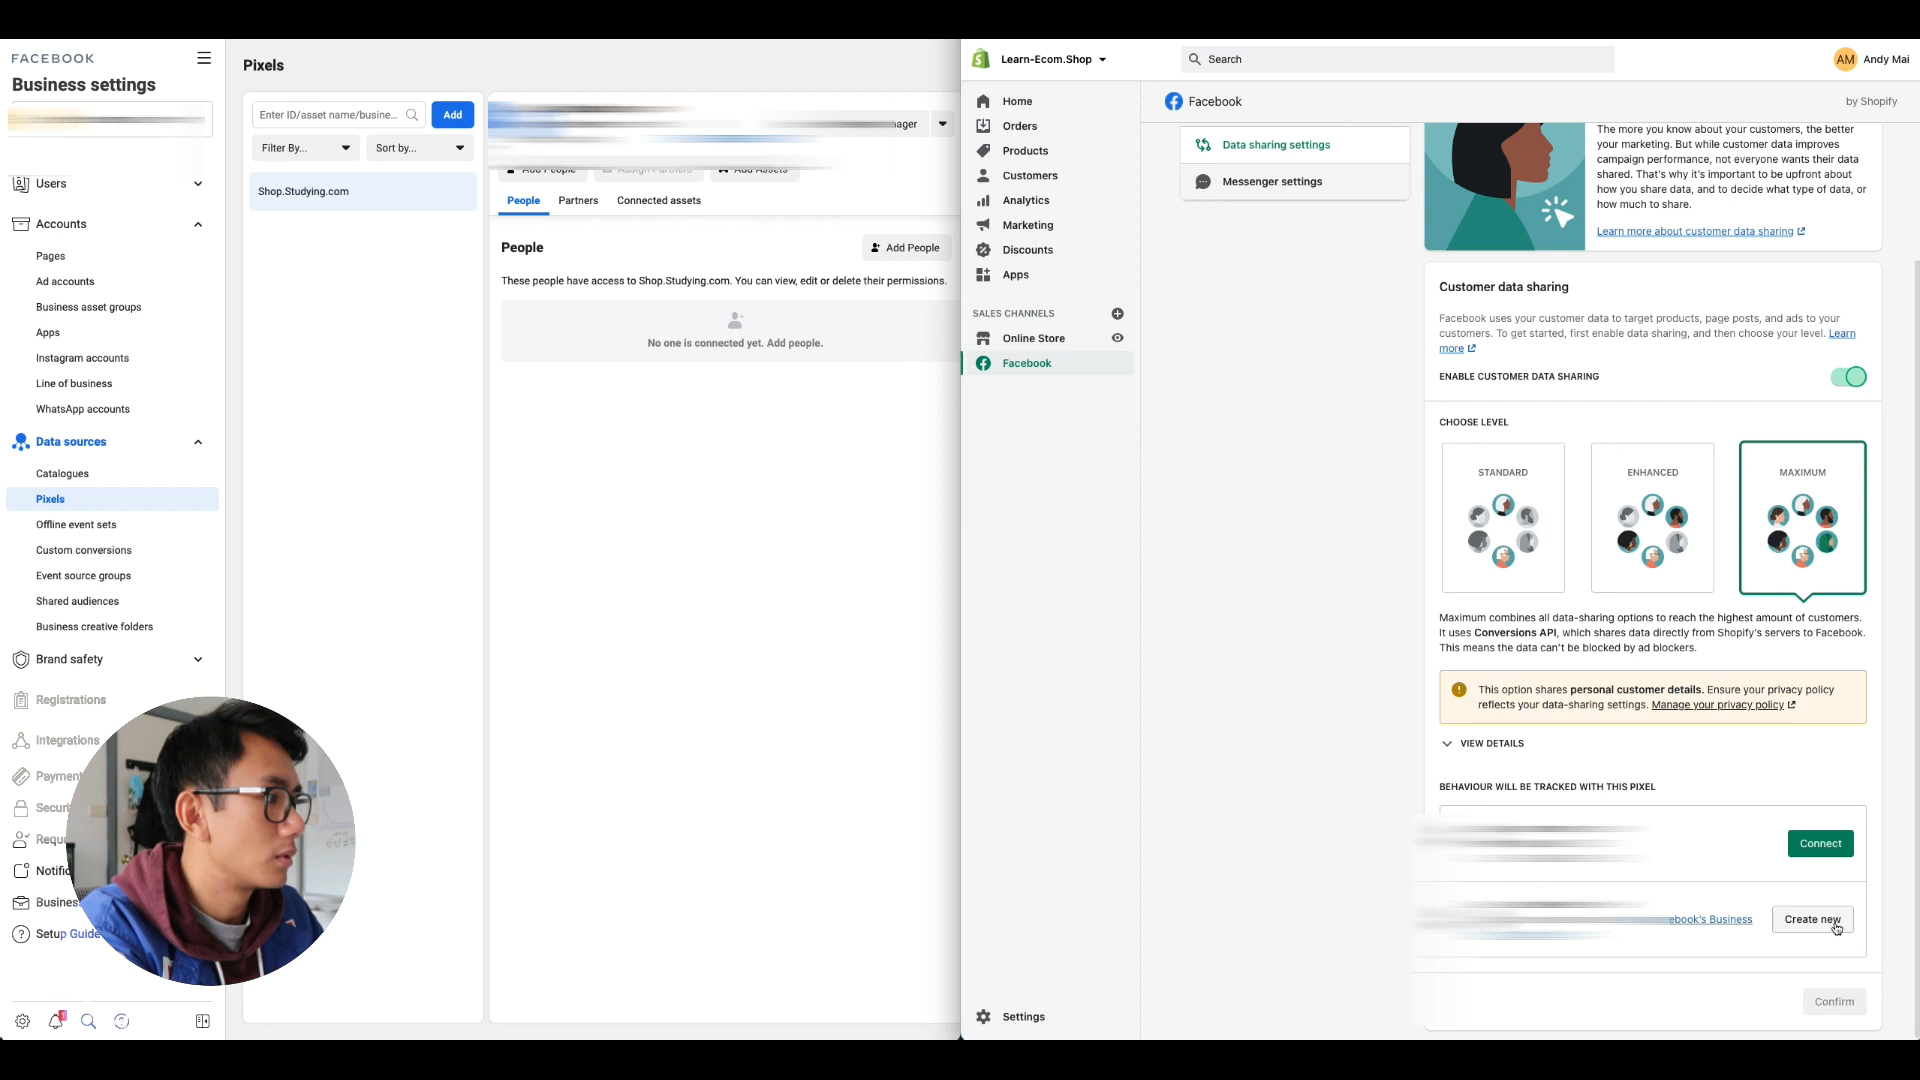 FACEBOOK
Business settings
Users
Accounts
Pages
Ad accounts
Business asset groups
Apps
Instagram accounts
Line of business
WhatsApp accounts
Data sources
Catalogues
Pixels
Offline event sets
Custom conversions
Event source groups
Shared audiences
Business creative folders
Brand safety
Registrations
Integrations
Setup Guide
Pixels
Enter ID/asset name/busine...
Add
Filter By...
Sort by...
Shop.Studying.com
Add People
Assign Partners
Add Assets
People
Partners
Connected assets
People
Add People
These people have access to Shop.Studying.com. You can view, edit or delete their permissions.
No one is connected yet. Add people.
Learn-Ecom.Shop
Search
AM
Andy Mai
Home
Orders
Products
Customers
Analytics
Marketing
Discounts
Apps
SALES CHANNELS
Online Store
Facebook
Settings
Facebook
by Shopify
Data sharing settings
Messenger settings
The more you know about your customers, the better
your marketing. But while customer data improves
campaign performance, not everyone wants their data
shared. That's why it's important to be upfront about
how you share data, and to decide what type of data, or
how much to share.
Learn more about customer data sharing
Customer data sharing
Facebook uses your customer data to target products, page posts, and ads to your
customers. To get started, first enable data sharing, and then choose your level. Learn
more
ENABLE CUSTOMER DATA SHARING
CHOOSE LEVEL
STANDARD
ENHANCED
MAXIMUM
Maximum combines all data-sharing options to reach the highest amount of customers.
It uses Conversions API, which shares data directly from Shopify's servers to Facebook.
This means the data can't be blocked by ad blockers.
This option shares personal customer details. Ensure your privacy policy
reflects your data-sharing settings. Manage your privacy policy
VIEW DETAILS
BEHAVIOUR WILL BE TRACKED WITH THIS PIXEL
Connect
ebook's Business
Create new
Confirm